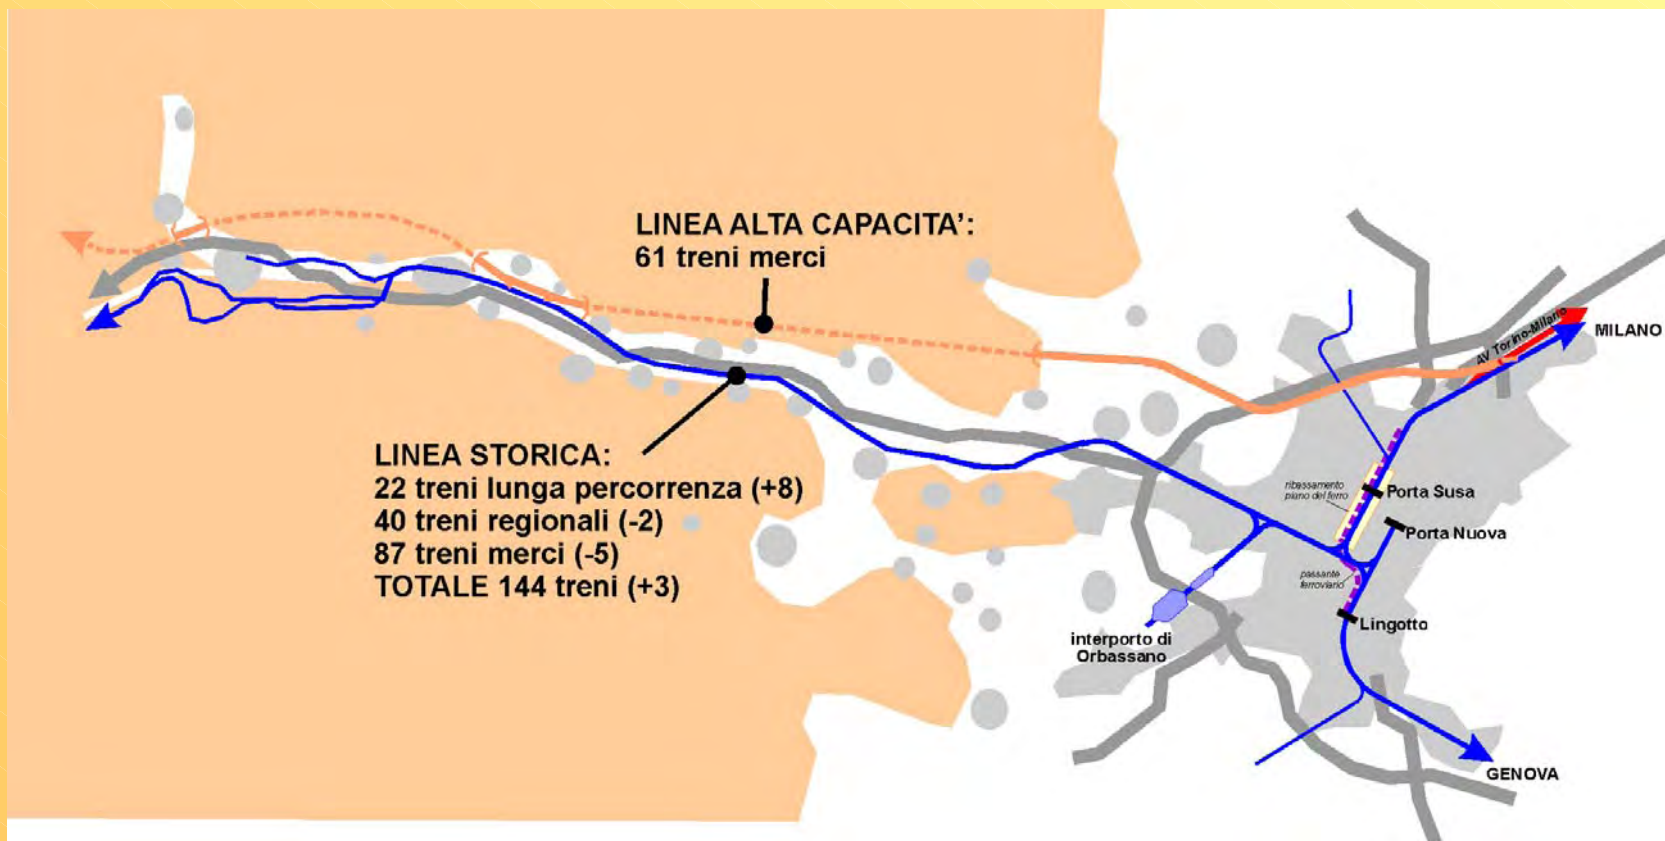 LINEA ALTA CAPACITA':
61 treni merci
LINEA STORICA:
22 treni lunga percorrenza (+8)
40 treni regionali (-2)
87 treni merci (-5)
TOTALE 144 treni (+3)
AV Torino-Milano
MILANO
ribassamento
piano del ferro
Porta Susa
Porta Nuova
passante
ferroviario
Lingotto
interporto di
Orbassano
GENOVA